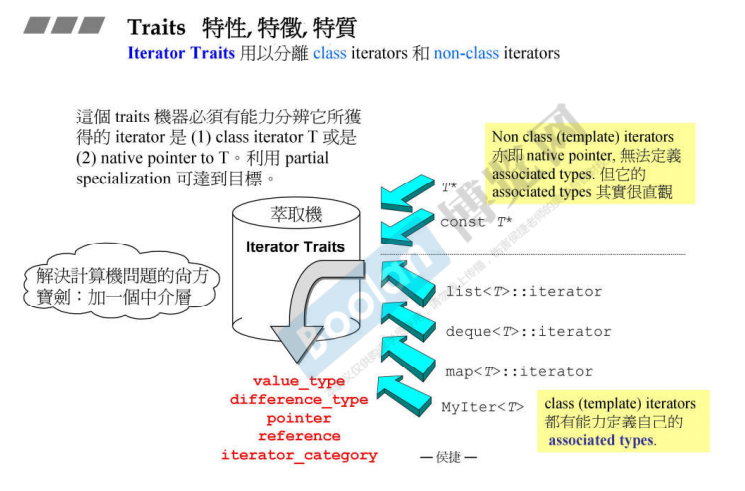 Traits 特性, 特徵, 特質
Iterator Traits 用以分離 class iterators 和 non-class iterators
這個 traits 機器必須有能力分辨它所獲
得的 iterator 是 (1) class iterator T 或是
(2) native pointer to T。利用 partial
specialization 可達到目標。
Non class (template) iterators
亦即 native pointer, 無法定義
associated types. 但它的
associated types 其實很直觀
T*
const T*
萃取機
Iterator Traits
解決計算機問題的尚方
寶劍：加一個中介層
list<T>::iterator
deque<T>::iterator
map<T>::iterator
MyIter<T>
value_type
difference_type
pointer
reference
iterator_category
class (template) iterators
都有能力定義自己的
associated types.
— 侯捷 —
Boolan
博览网